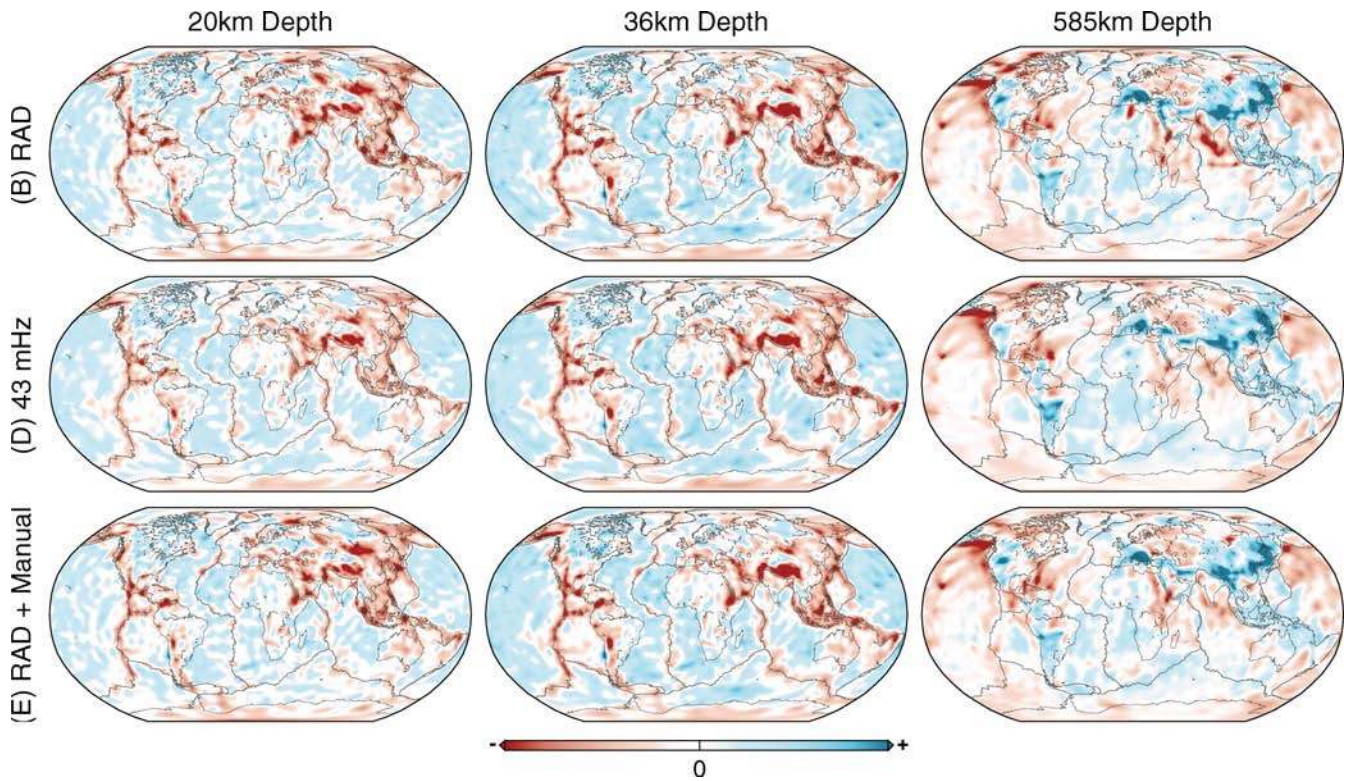 20km Depth
36km Depth
585km Depth
(B) RAD
(D) 43 mHz
(E) RAD + Manual
- +
0